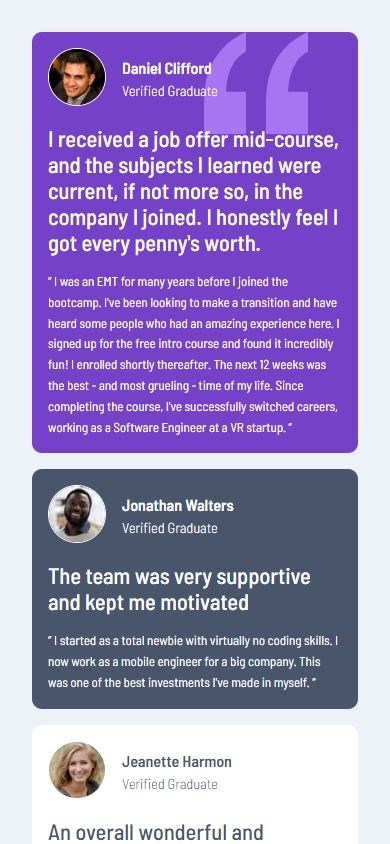 Daniel Clifford
Verified Graduate
I received a job offer mid-course,
and the subjects I learned were
current, if not more so, in the
company I joined. I honestly feel I
got every penny's worth.
“ I was an EMT for many years before I joined the
bootcamp. I've been looking to make a transition and have
heard some people who had an amazing experience here. I
signed up for the free intro course and found it incredibly
fun! I enrolled shortly thereafter. The next 12 weeks was
the best - and most grueling - time of my life. Since
completing the course, I've successfully switched careers,
working as a Software Engineer at a VR startup. ”
Jonathan Walters
Verified Graduate
The team was very supportive
and kept me motivated
“ I started as a total newbie with virtually no coding skills. I
now work as a mobile engineer for a big company. This
was one of the best investments I've made in myself. ”
Jeanette Harmon
Verified Graduate
An overall wonderful and